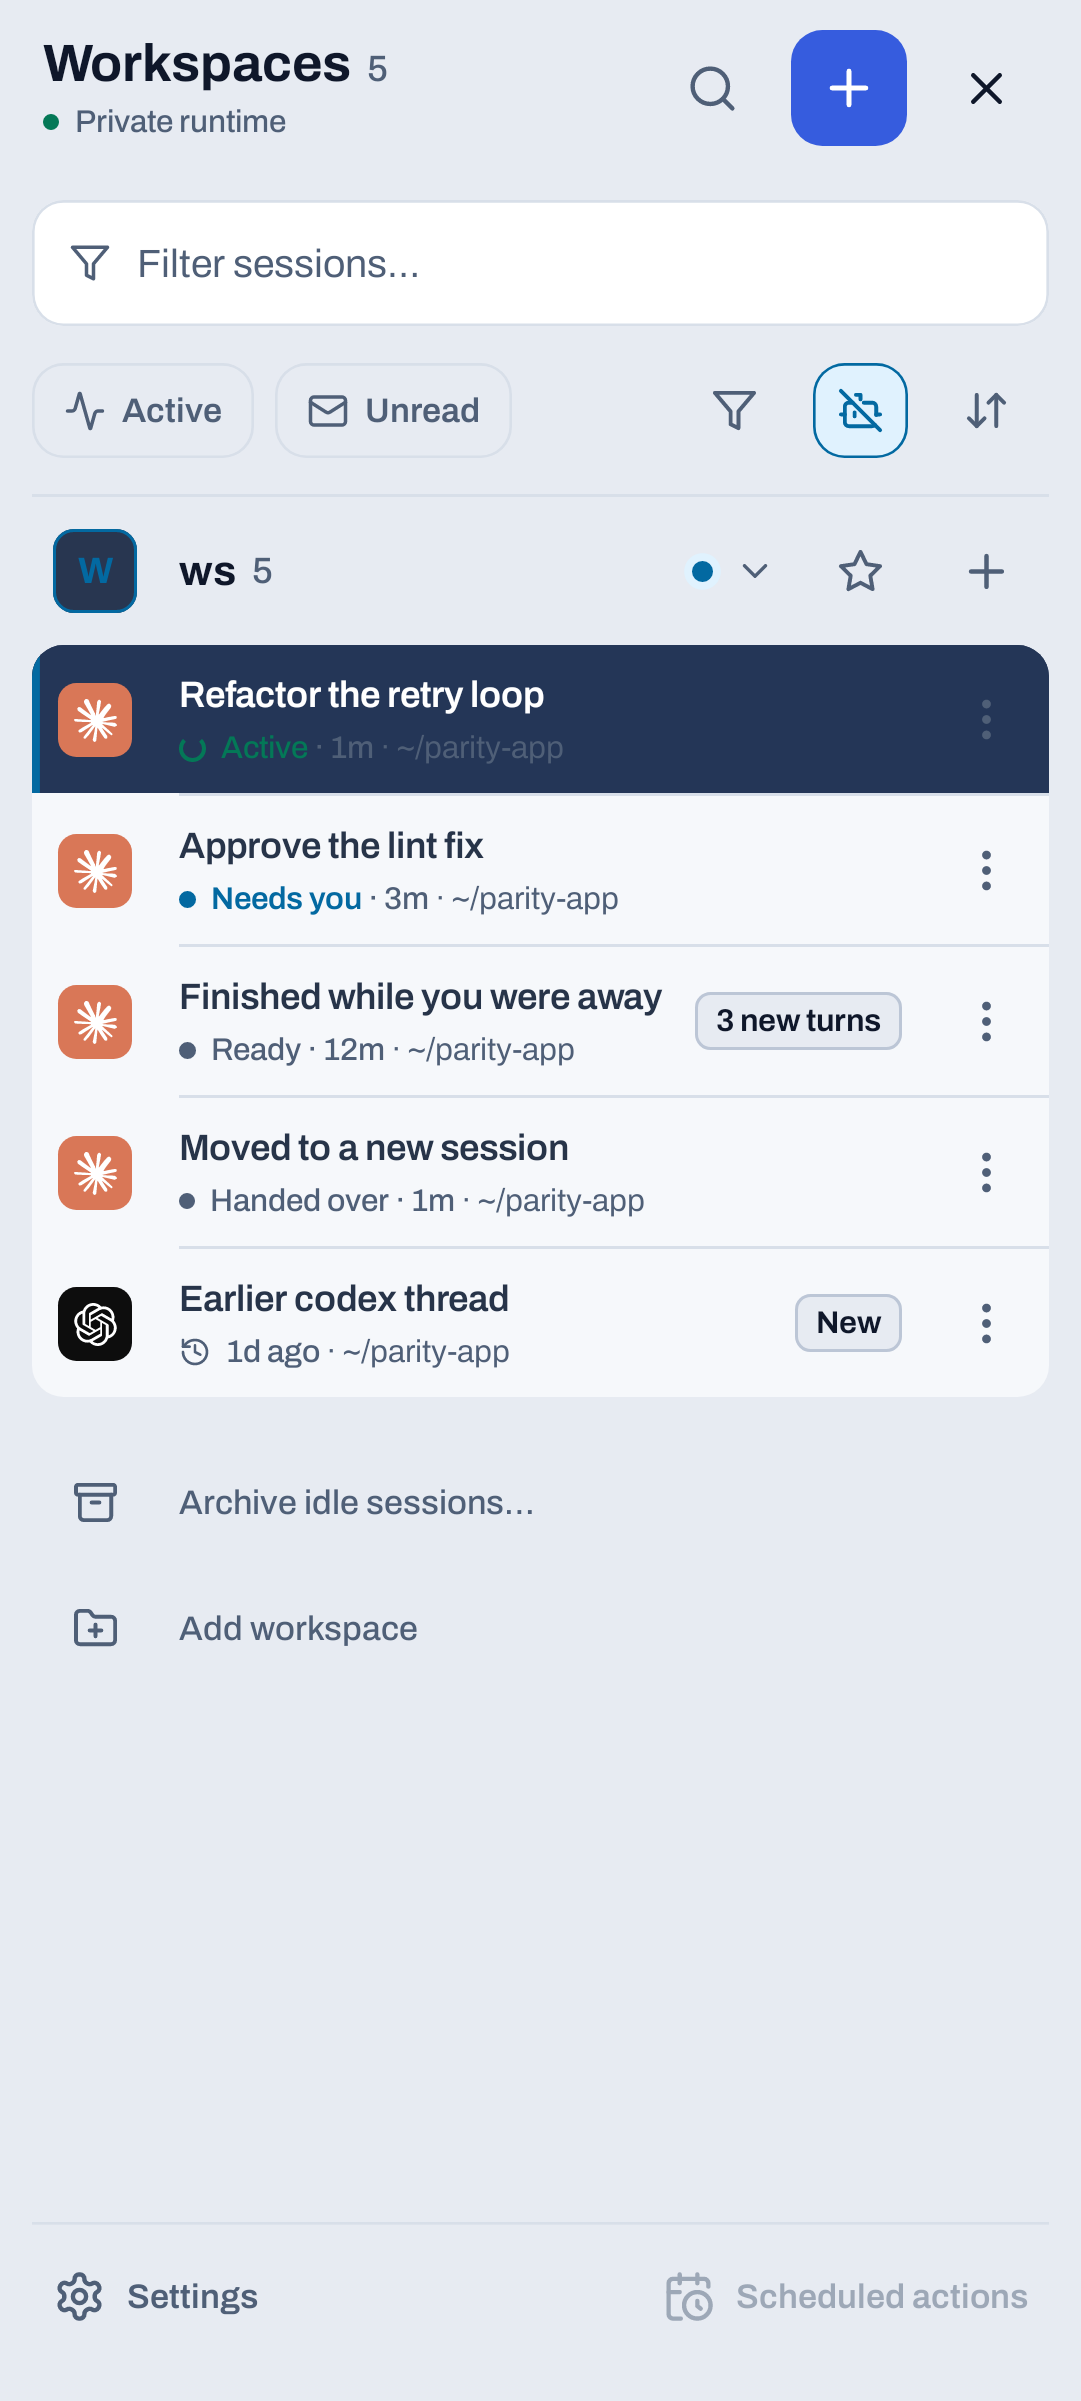 Workspaces 5
Private runtime
Filter sessions...
Active
Unread
W
ws 5
Refactor the retry loop
Active · 1m · ~/parity-app
Approve the lint fix
Needs you · 3m · ~/parity-app
Finished while you were away
3 new turns
Ready · 12m · ~/parity-app
Moved to a new session
Handed over · 1m · ~/parity-app
Earlier codex thread
New
1d ago · ~/parity-app
Archive idle sessions...
Add workspace
Settings
Scheduled actions